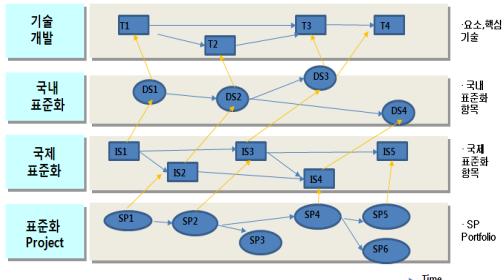 기술
개발
T1
T2
T3
T4
·요소,핵심
기술
국내
표준화
DS1
DS2
DS3
DS4
·국내
표준화
항목
국제
표준화
IS1
IS2
IS3
IS4
IS5
·국제
표준화
항목
표준화
Project
SP1
SP2
SP3
SP4
SP5
SP6
·SP
Portfolio
Time